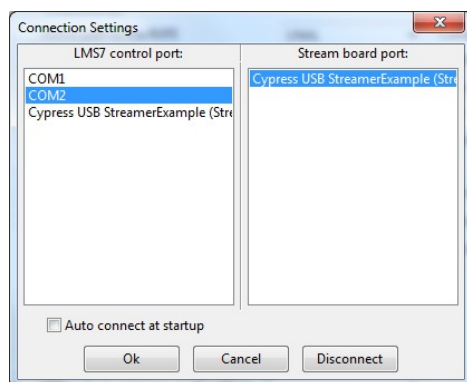 Connection Settings
LMS7 control port:
Stream board port:
COM1
COM2
Cypress USB StreamerExample (Stre
Cypress USB StreamerExample (Stre
Auto connect at startup
Ok
Cancel
Disconnect